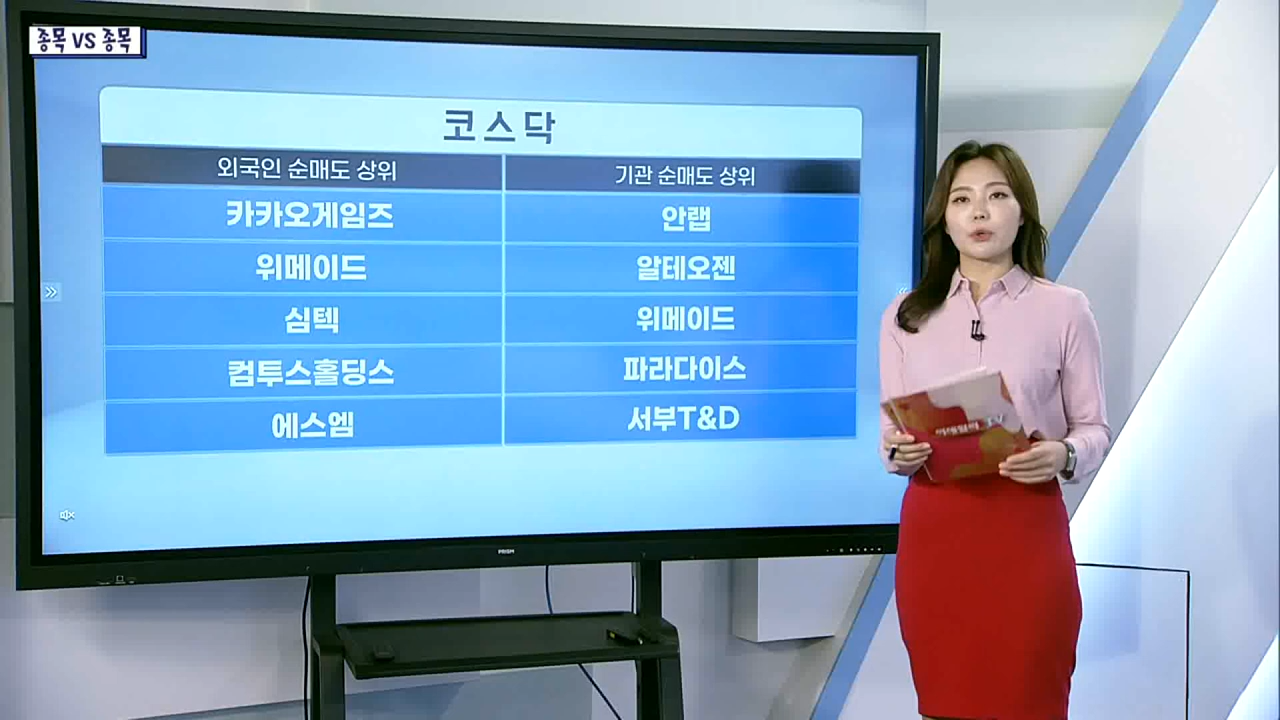 종목 VS 종목
코스닥
외국인 순매도 상위
기관 순매도 상위
카카오게임즈
안랩
위메이드
알테오젠
심텍
위메이드
컴투스홀딩스
파라다이스
에스엠
서부T&D
PRISM